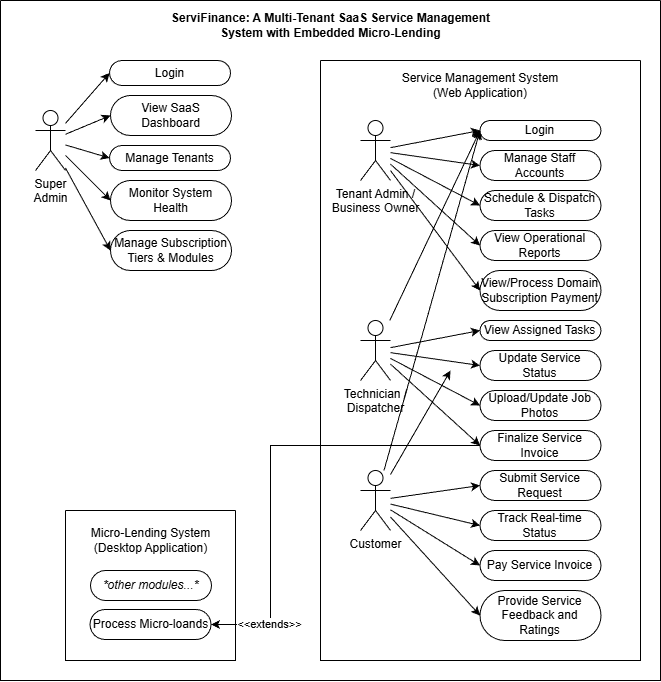 ServiFinance: A Multi-Tenant SaaS Service Management
System with Embedded Micro-Lending
Login
View SaaS
Dashboard
Manage Tenants
Monitor System
Health
Manage Subscription
Tiers & Modules
Super
Admin
Service Management System
(Web Application)
Tenant Admin /
Business Owner
Login
Manage Staff
Accounts
Schedule & Dispatch
Tasks
View Operational
Reports
View/Process Domain
Subscription Payment
Technician
Dispatcher
View Assigned Tasks
Update Service
Status
Upload/Update Job
Photos
Finalize Service
Invoice
Customer
Submit Service
Request
Track Real-time
Status
Pay Service Invoice
Provide Service
Feedback and
Ratings
Micro-Lending System
(Desktop Application)
*other modules...*
Process Micro-loands
<<extends>>